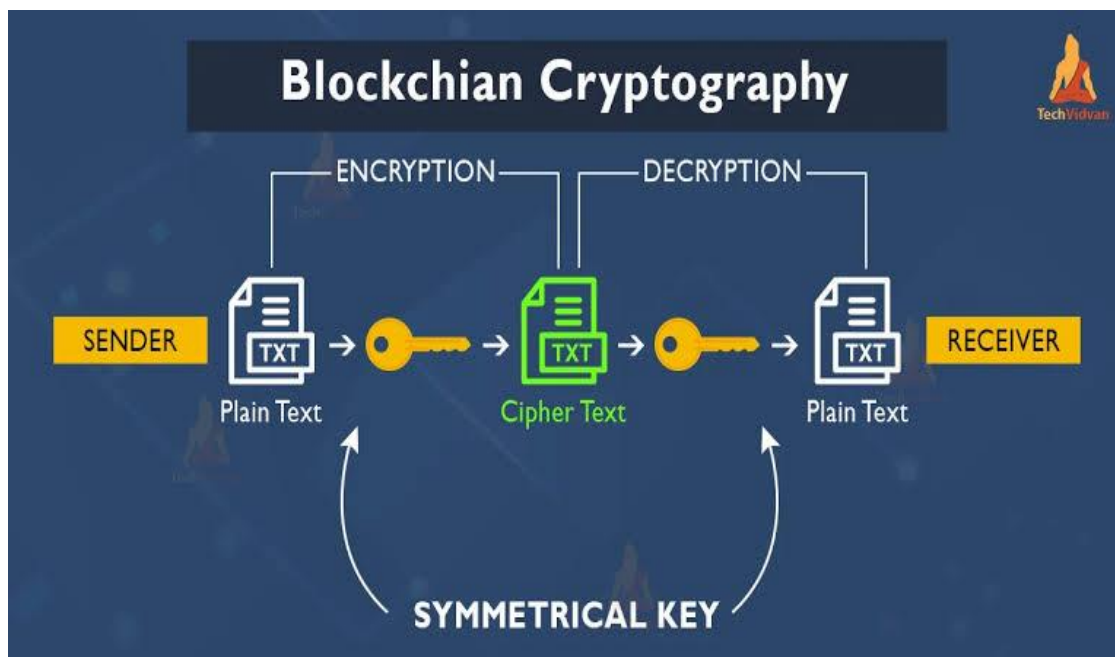 Blockchian Cryptography
TechVidvan
ENCRYPTION
DECRYPTION
SENDER
TXT
TXT
TXT
RECEIVER
Plain Text
Cipher Text
Plain Text
SYMMETRICAL KEY